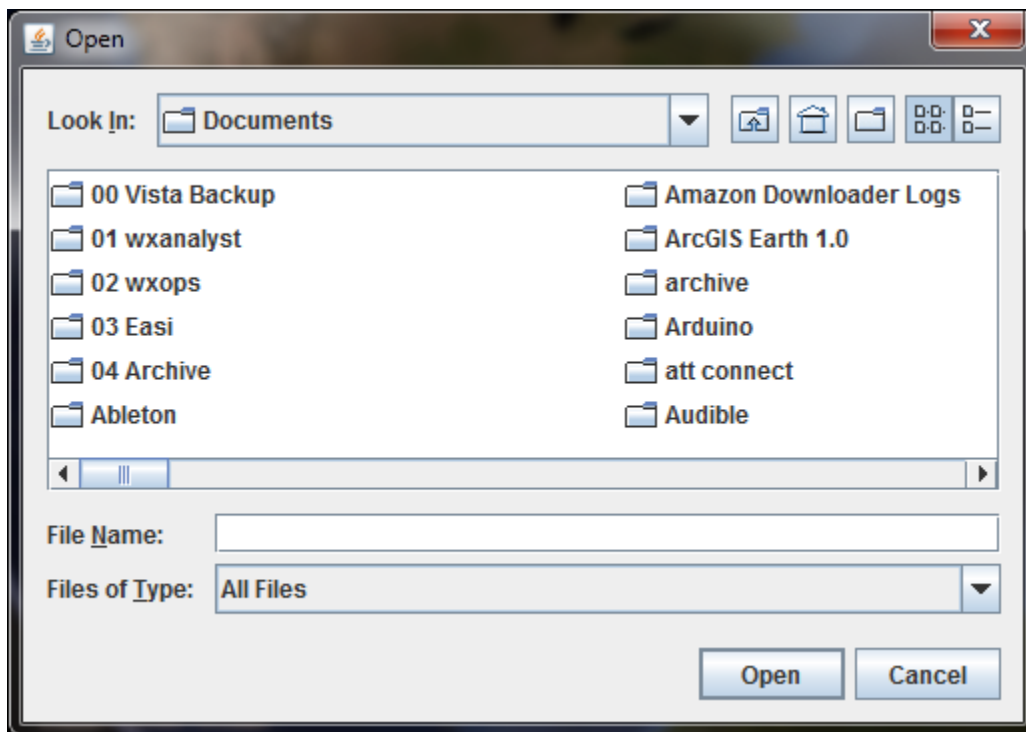 Open
Look In: Documents
00 Vista Backup
01 wxanalyst
02 wxops
03 Easi
04 Archive
Ableton
Amazon Downloader Logs
ArcGIS Earth 1.0
archive
Arduino
att connect
Audible
File Name:
Files of Type: All Files
Open Cancel